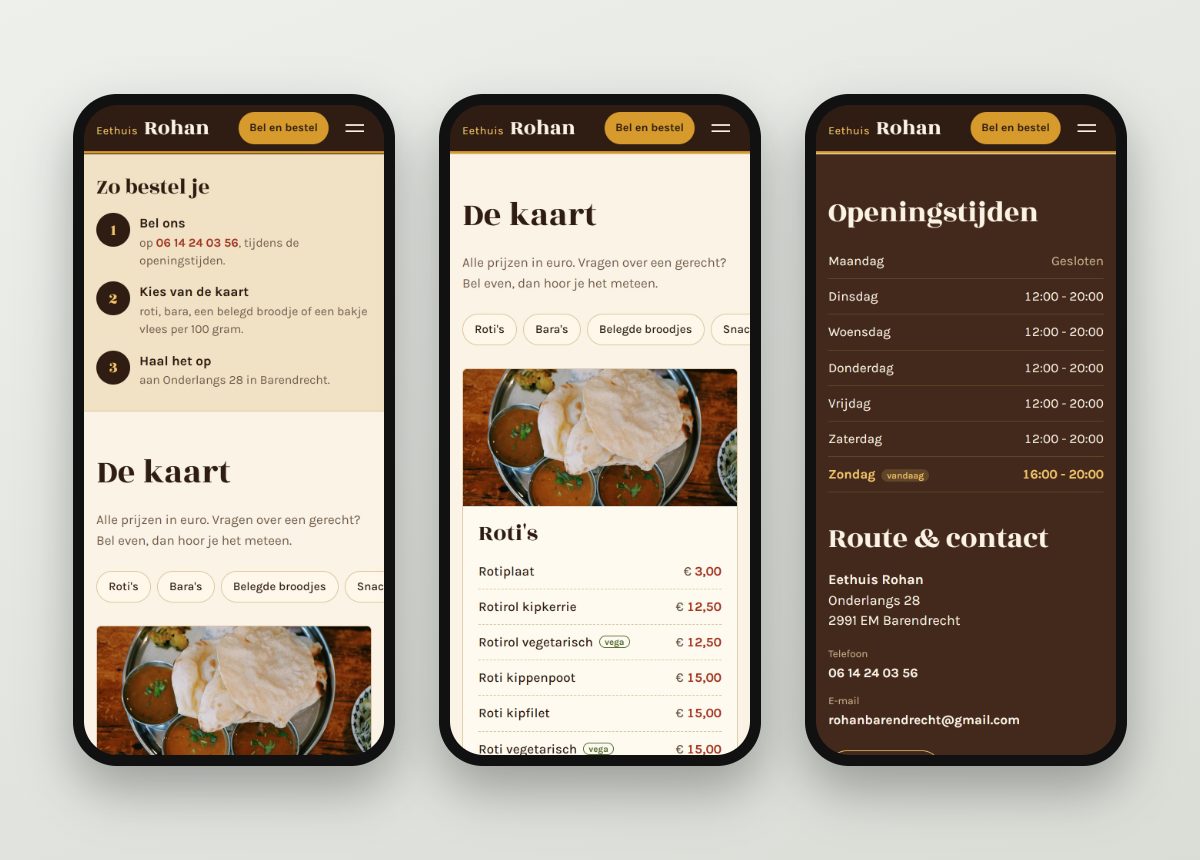 Eethuis Rohan
Bel en bestel
Zo bestel je
1
Bel ons
op 06 14 24 03 56, tijdens de
openingstijden.
2
Kies van de kaart
roti, bara, een belegd broodje of een bakje
vlees per 100 gram.
3
Haal het op
aan Onderlangs 28 in Barendrecht.
De kaart
Alle prijzen in euro. Vragen over een gerecht?
Bel even, dan hoor je het meteen.
Roti's Bara's Belegde broodjes Snac
Eethuis Rohan
Bel en bestel
De kaart
Alle prijzen in euro. Vragen over een gerecht?
Bel even, dan hoor je het meteen.
Roti's Bara's Belegde broodjes Snac
Roti's
Rotiplaat € 3,00
Rotirol kipkerrie € 12,50
Rotirol vegetarisch vega € 12,50
Roti kippenpoot € 15,00
Roti kipfilet € 15,00
Roti vegetarisch vega € 15,00
Eethuis Rohan
Bel en bestel
Openingstijden
Maandag Gesloten
Dinsdag 12:00 - 20:00
Woensdag 12:00 - 20:00
Donderdag 12:00 - 20:00
Vrijdag 12:00 - 20:00
Zaterdag 12:00 - 20:00
Zondag vandaag 16:00 - 20:00
Route & contact
Eethuis Rohan
Onderlangs 28
2991 EM Barendrecht
Telefoon
06 14 24 03 56
E-mail
rohanbarendrecht@gmail.com